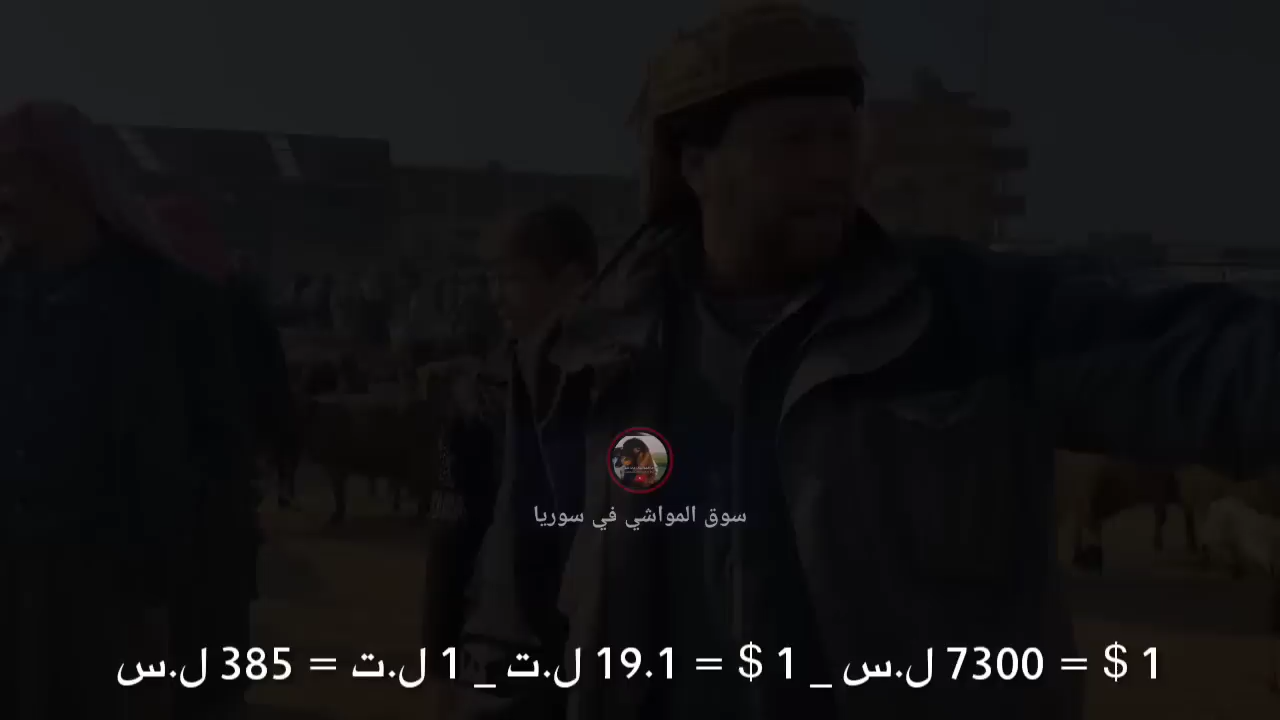 سوق المواشي في سوريا
1 $ = 7300 ل.س _ 1 $ = 19.1 ل.ت _ 1 ل.ت = 385 ل.س